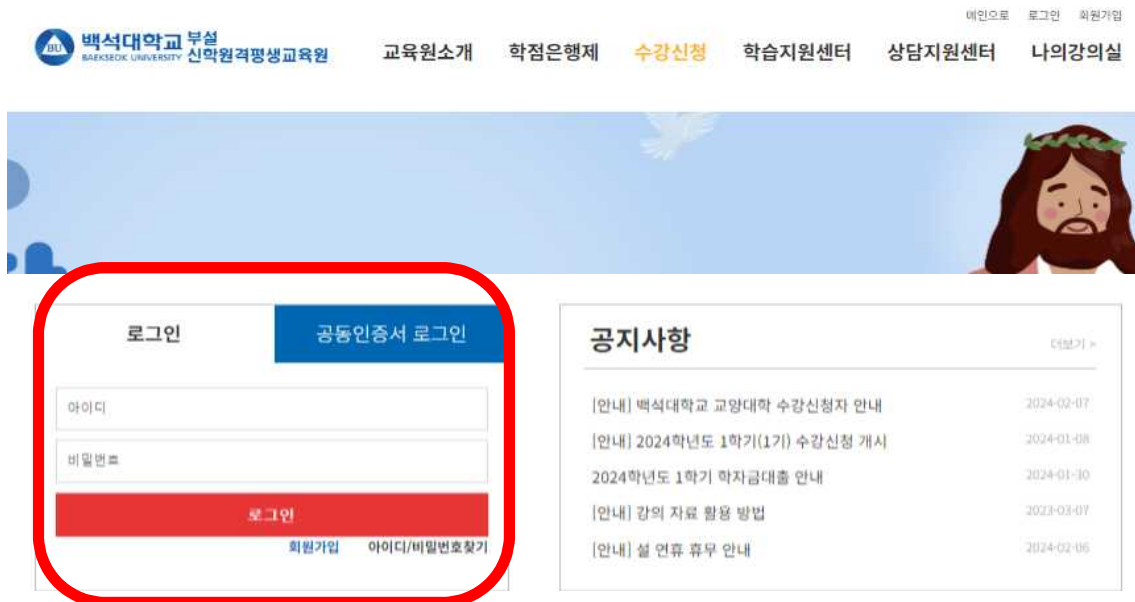 메인으로 로그인 회원가입
BU 백석대학교 부설
BAEKSEOK UNIVERSITY 신학원격평생교육원
교육원소개 학점은행제 수강신청 학습지원센터 상담지원센터 나의강의실
로그인 공동인증서 로그인
아이디
비밀번호
로그인
회원가입 아이디/비밀번호찾기
공지사항 더보기 >
[안내] 백석대학교 교양대학 수강신청자 안내 2024-02-07
[안내] 2024학년도 1학기(1기) 수강신청 개시 2024-01-08
2024학년도 1학기 학자금대출 안내 2024-01-30
[안내] 강의 자료 활용 방법 2023-03-07
[안내] 설 연휴 휴무 안내 2024-02-06